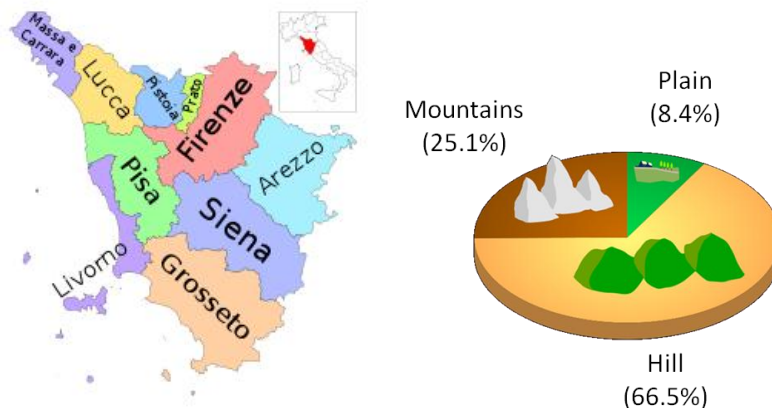 Massa e
Carrara
Lucca
Pistoia
Prato
Firenze
Pisa
Arezzo
Siena
Livorno
Grosseto
Mountains
(25.1%)
Plain
(8.4%)
Hill
(66.5%)